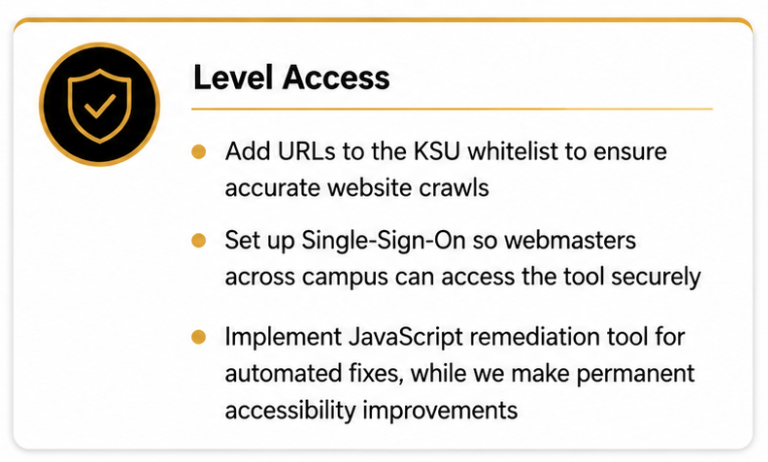 Level Access
Add URLs to the KSU whitelist to ensure
accurate website crawls
Set up Single-Sign-On so webmasters
across campus can access the tool securely
Implement JavaScript remediation tool for
automated fixes, while we make permanent
accessibility improvements